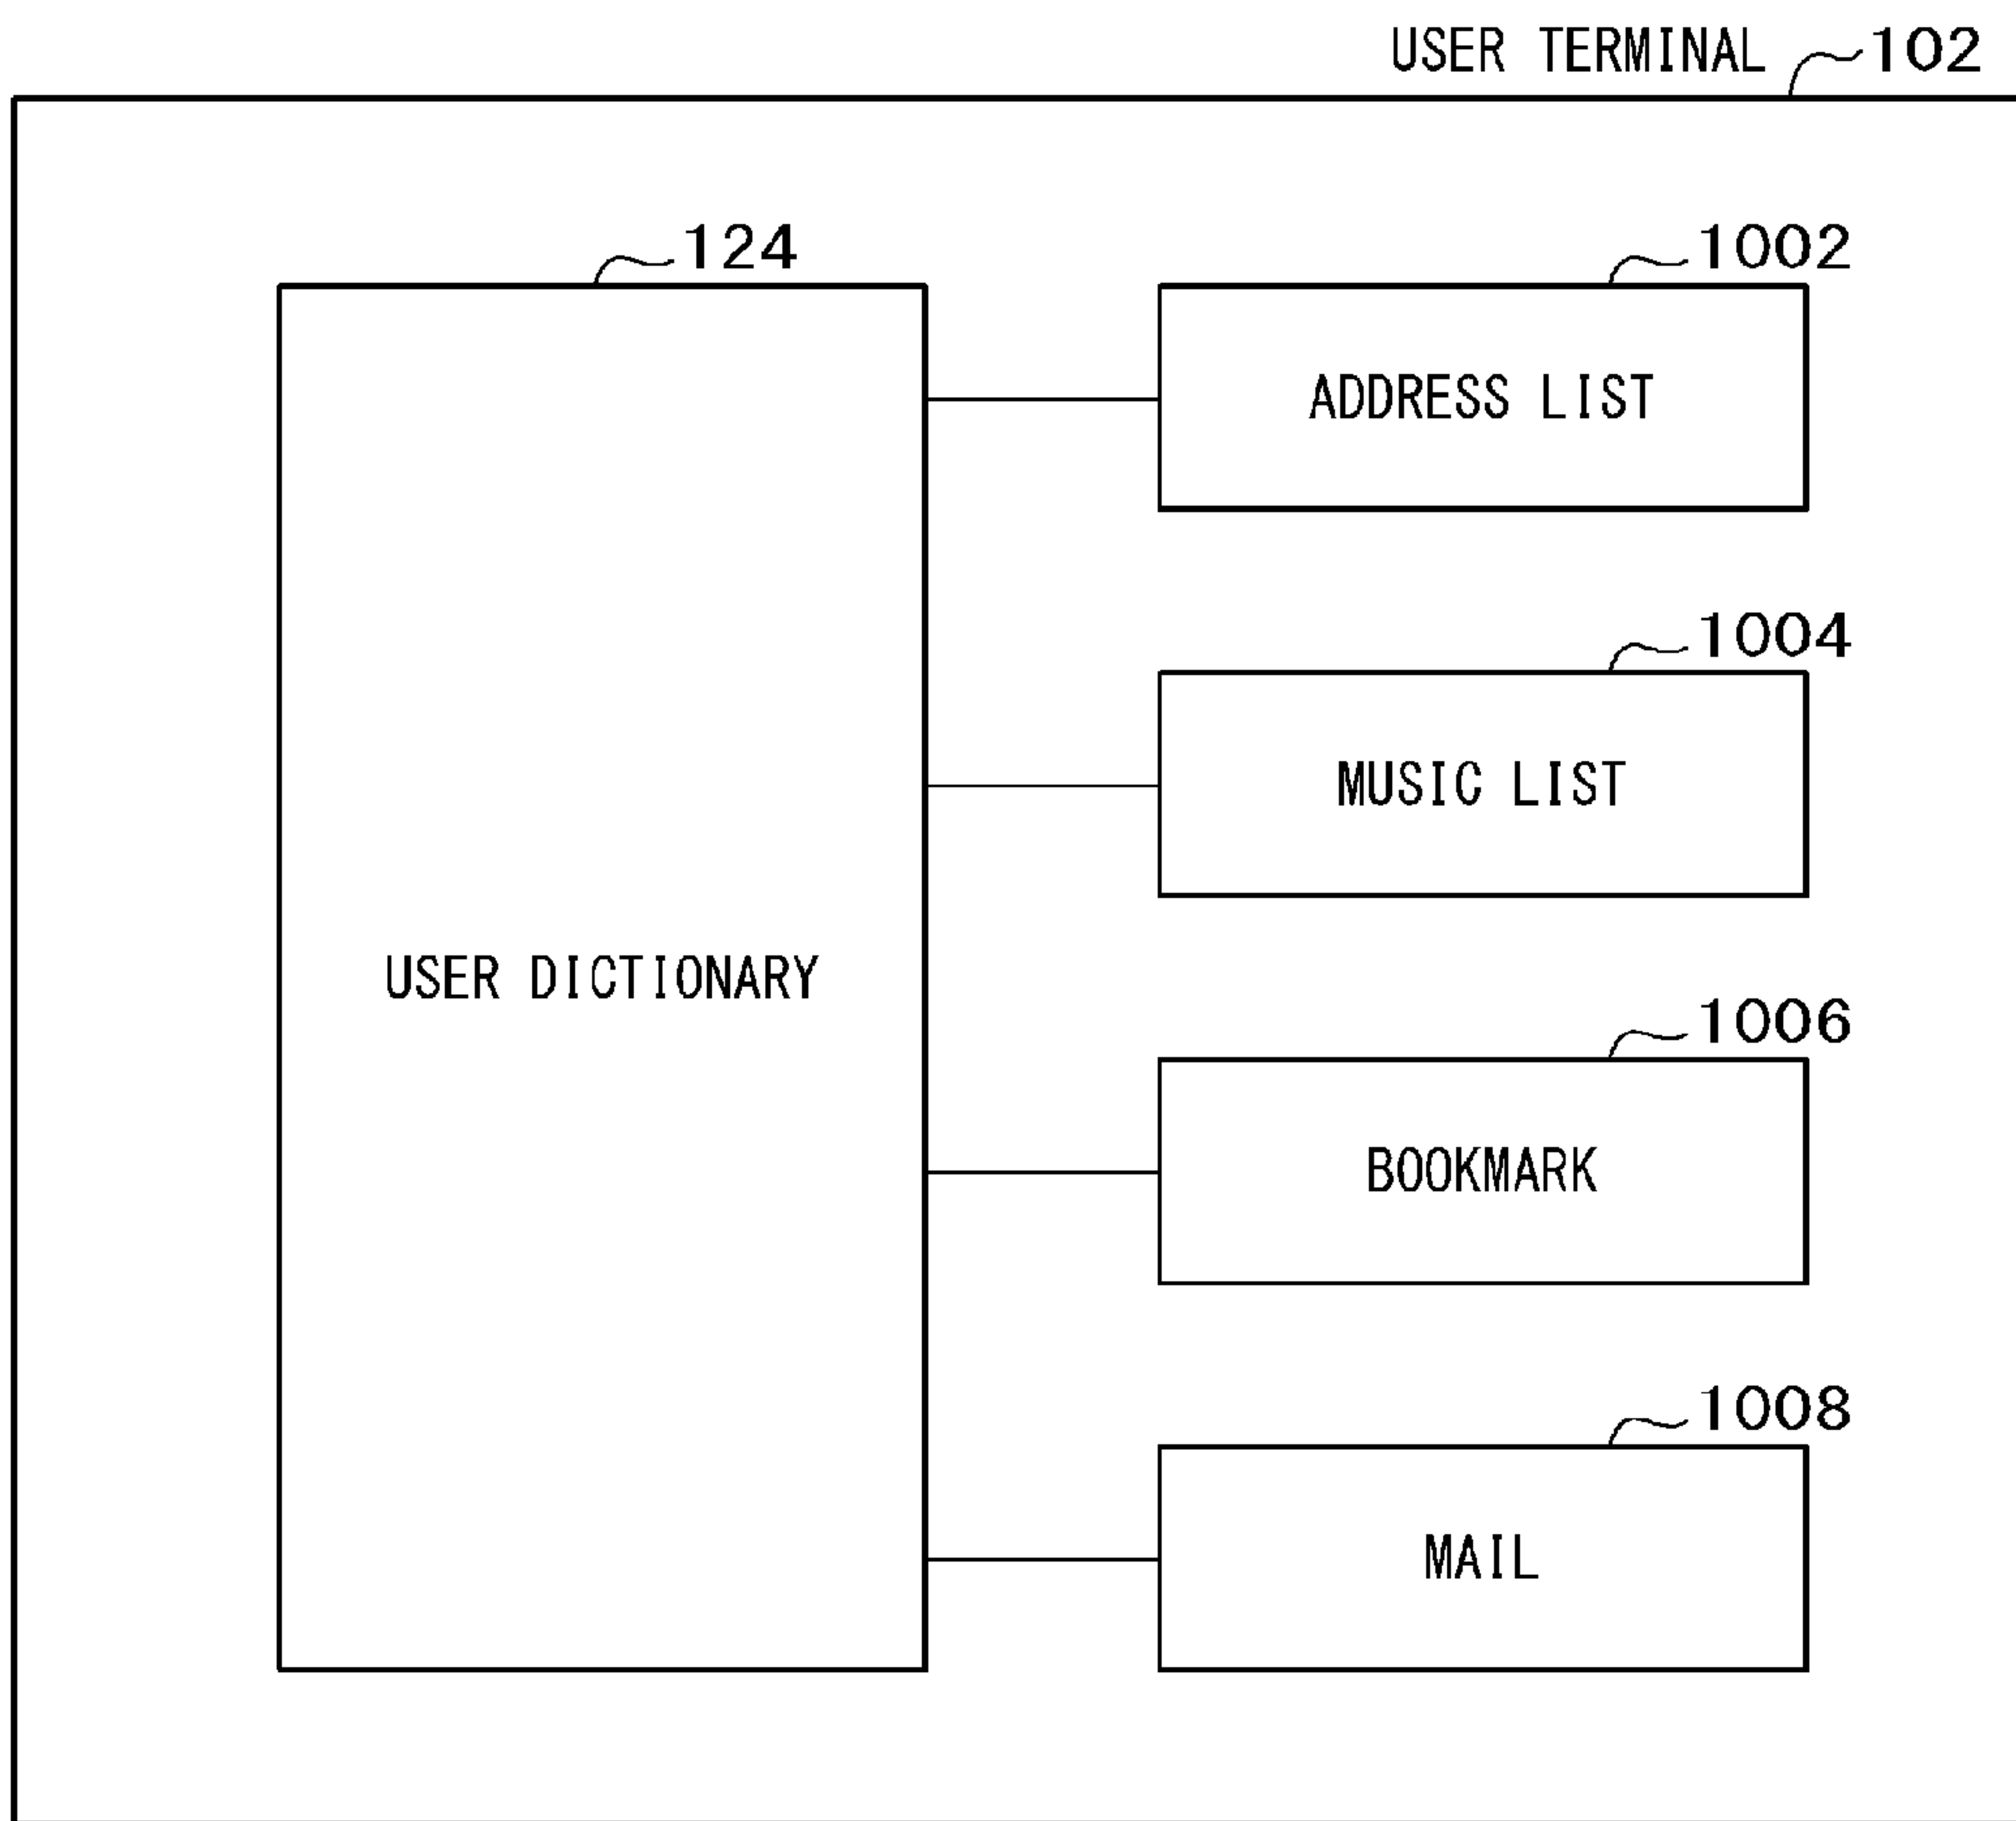 USER TERMINAL 102
124
1002
ADDRESS LIST
1004
MUSIC LIST
USER DICTIONARY
1006
BOOKMARK
1008
MAIL